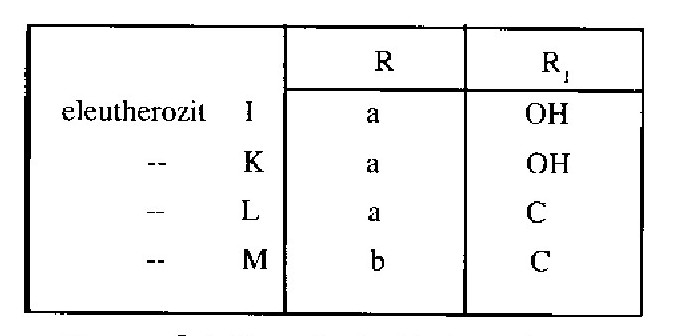 R R₁
eleutherozit I a OH
-- K a OH
-- L a C
-- M b C